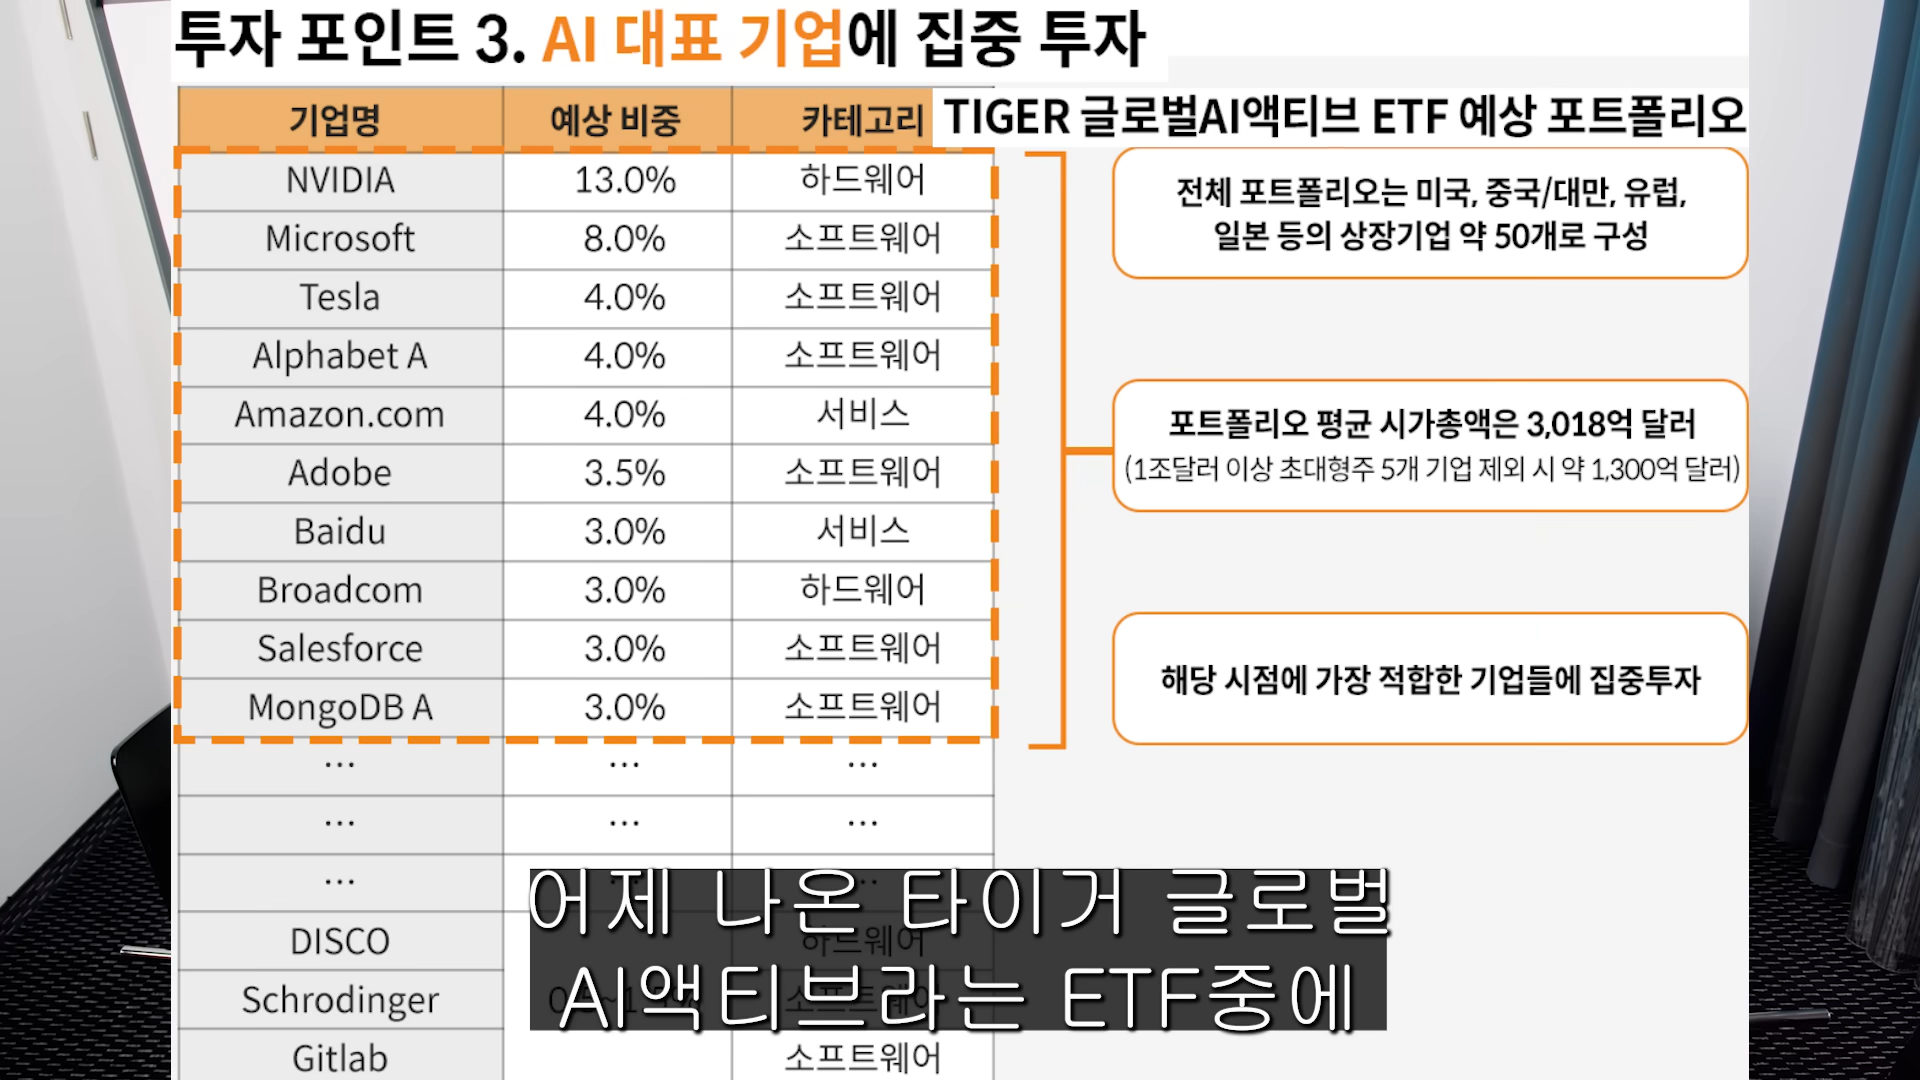 투자 포인트 3. AI 대표 기업에 집중 투자
기업명 예상 비중 카테고리
TIGER 글로벌AI액티브 ETF 예상 포트폴리오
NVIDIA 13.0% 하드웨어
Microsoft 8.0% 소프트웨어
Tesla 4.0% 소프트웨어
Alphabet A 4.0% 소프트웨어
Amazon.com 4.0% 서비스
Adobe 3.5% 소프트웨어
Baidu 3.0% 서비스
Broadcom 3.0% 하드웨어
Salesforce 3.0% 소프트웨어
MongoDB A 3.0% 소프트웨어
... ... ...
... ... ...
... ...
DISCO 하드웨어
Schrodinger
Gitlab 소프트웨어
전체 포트폴리오는 미국, 중국/대만, 유럽,
일본 등의 상장기업 약 50개로 구성
포트폴리오 평균 시가총액은 3,018억 달러
(1조달러 이상 초대형주 5개 기업 제외 시 약 1,300억 달러)
해당 시점에 가장 적합한 기업들에 집중투자
어제 나온 타이거 글로벌
AI액티브라는 ETF중에